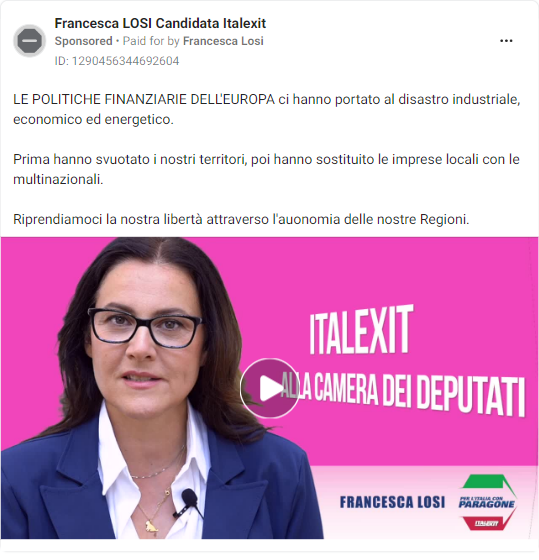 Francesca LOSI Candidata Italexit
Sponsored • Paid for by Francesca Losi
ID: 1290456344692604
LE POLITICHE FINANZIARIE DELL'EUROPA ci hanno portato al disastro industriale,
economico ed energetico.
Prima hanno svuotato i nostri territori, poi hanno sostituito le imprese locali con le
multinazionali.
Riprendiamoci la nostra libertà attraverso l'auonomia delle nostre Regioni.
ITALEXIT
ALLA CAMERA DEI DEPUTATI
FRANCESCA LOSI
PER L'ITALIA CON
PARAGONE